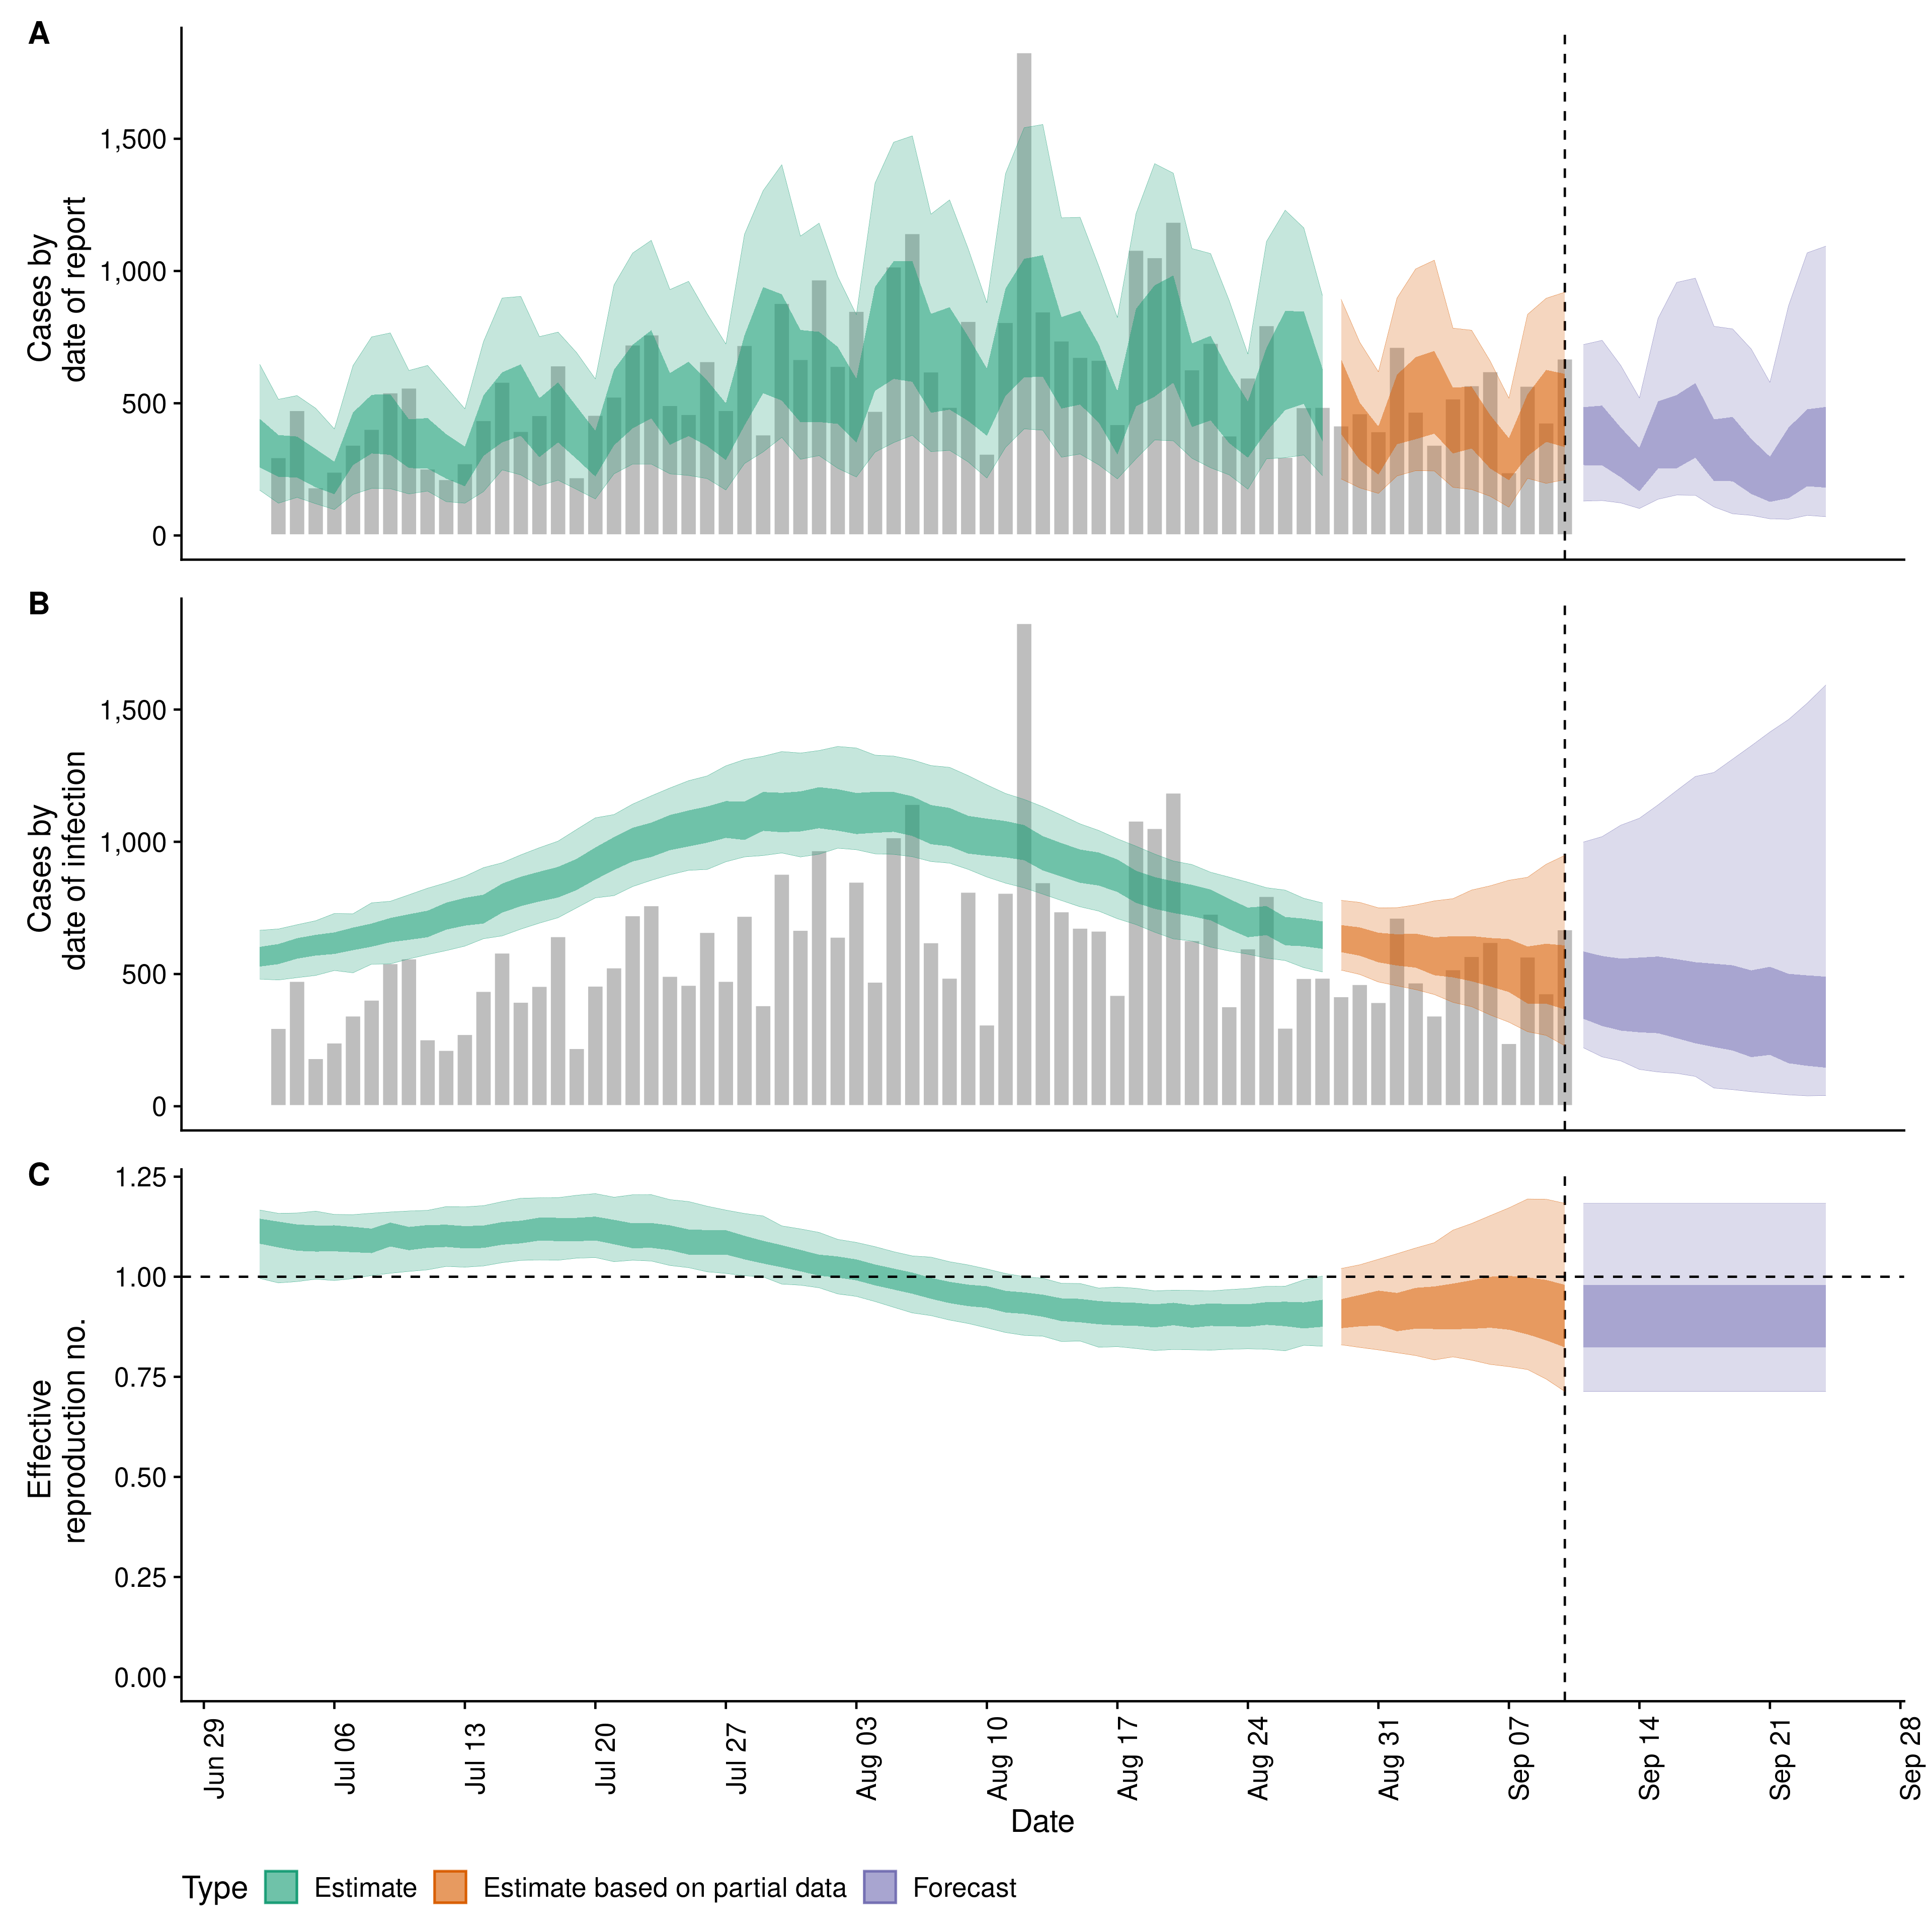 A
1,500
1,000
500
0
Cases by
date of report
B
1,500
1,000
500
0
Cases by
date of infection
C
1.25
1.00
0.75
0.50
0.25
0.00
Effective
reproduction no.
Jun 29
Jul 06
Jul 13
Jul 20
Jul 27
Aug 03
Aug 10
Aug 17
Aug 24
Aug 31
Sep 07
Sep 14
Sep 21
Sep 28
Date
Type Estimate Estimate based on partial data Forecast